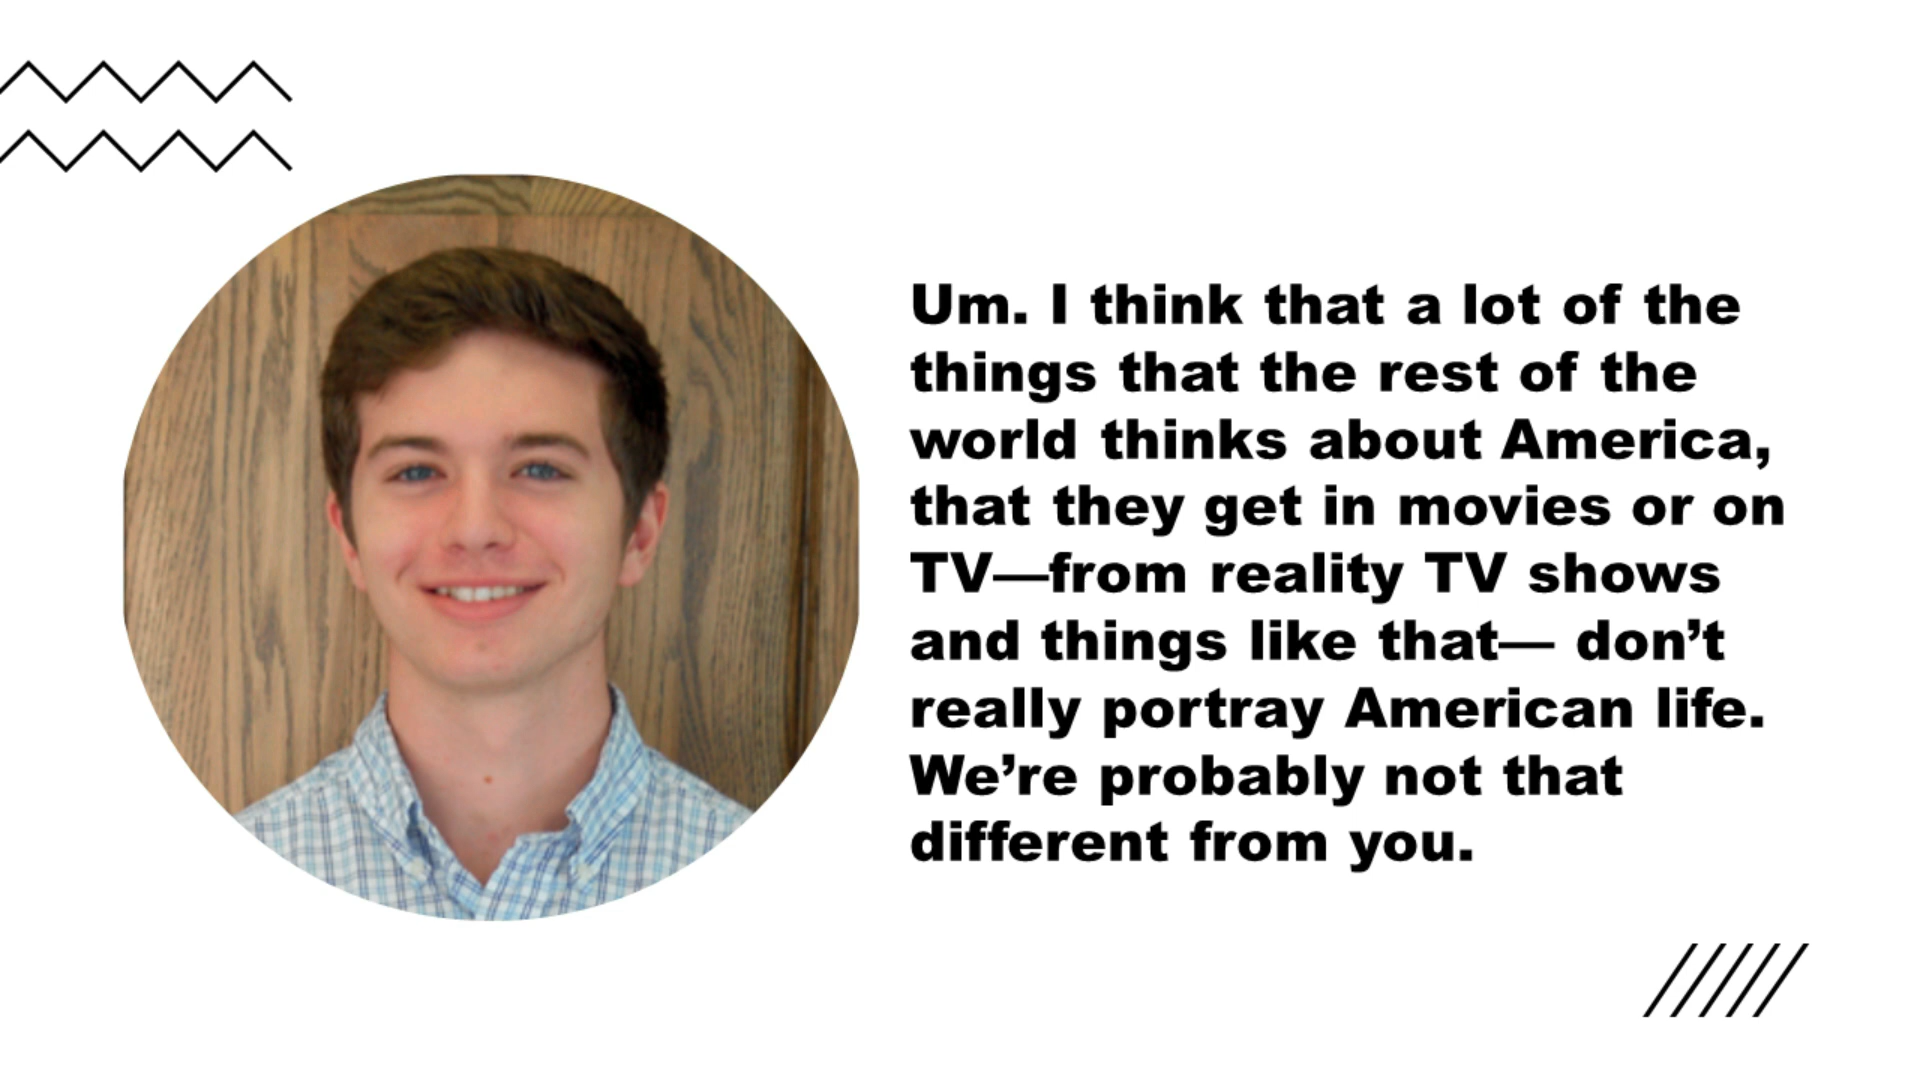 Um. I think that a lot of the
things that the rest of the
world thinks about America,
that they get in movies or on
TV—from reality TV shows
and things like that— don’t
really portray American life.
We’re probably not that
different from you.